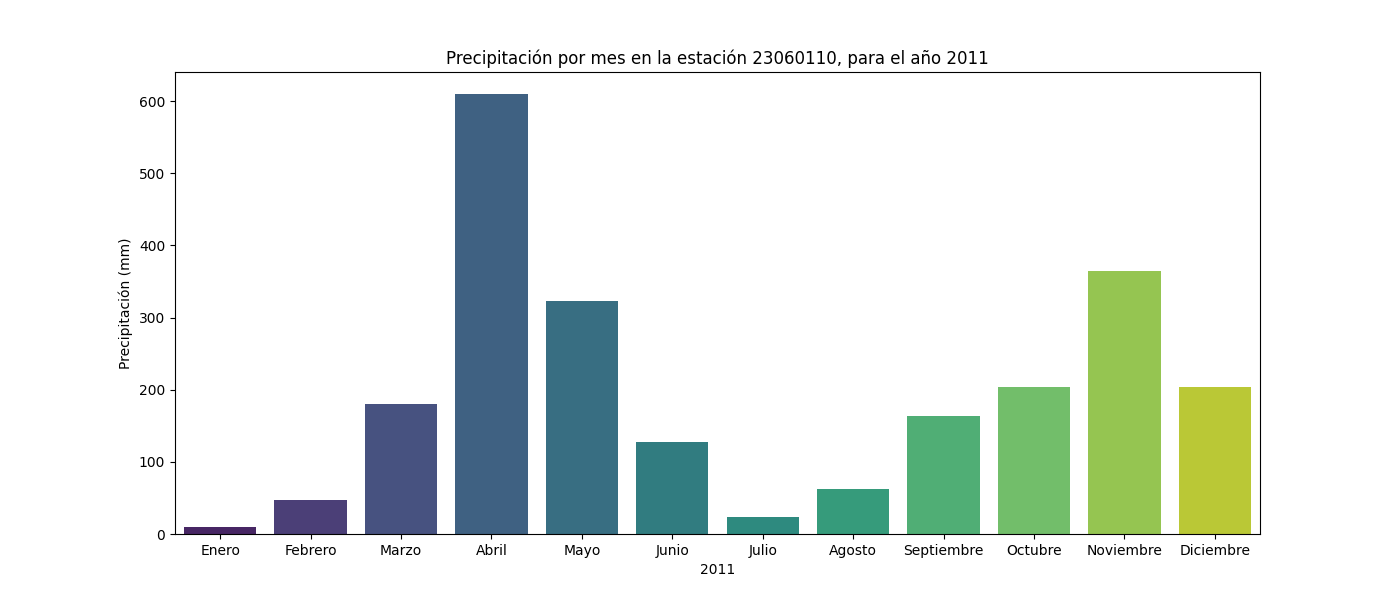 Precipitación por mes en la estación 23060110, para el año 2011
Precipitación (mm)
600
500
400
300
200
100
0
Enero Febrero Marzo Abril Mayo Junio Julio Agosto Septiembre Octubre Noviembre Diciembre
2011